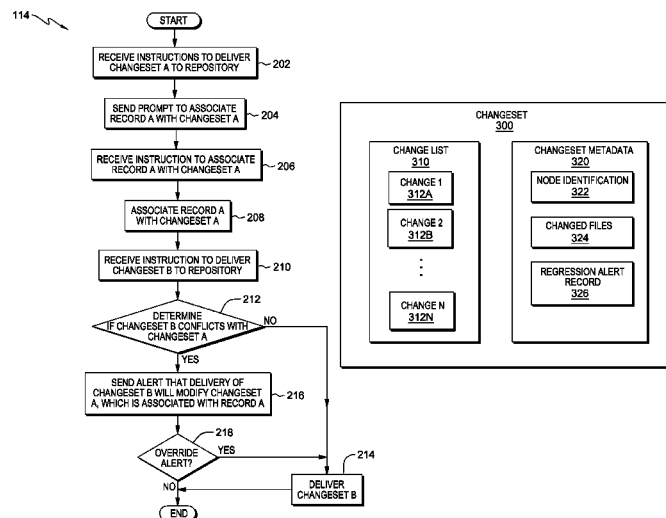 114
START
RECEIVE INSTRUCTIONS TO DELIVER
CHANGESET A TO REPOSITORY
202
SEND PROMPT TO ASSOCIATE
RECORD A WITH CHANGESET A
204
RECEIVE INSTRUCTION TO ASSOCIATE
RECORD A WITH CHANGESET A
206
ASSOCIATE RECORD A
WITH CHANGESET A
208
RECEIVE INSTRUCTION TO DELIVER
CHANGESET B TO REPOSITORY
210
212
DETERMINE
IF CHANGESET B CONFLICTS WITH
CHANGESET A
NO
YES
SEND ALERT THAT DELIVERY OF
CHANGESET B WILL MODIFY CHANGESET
A, WHICH IS ASSOCIATED WITH RECORD A
216
218
OVERRIDE
ALERT?
YES
NO
214
DELIVER
CHANGESET B
END
CHANGESET
300
CHANGE LIST
310
CHANGE 1
312A
CHANGE 2
312B
CHANGE N
312N
CHANGESET METADATA
320
NODE IDENTIFICATION
322
CHANGED FILES
324
REGRESSION ALERT
RECORD
326